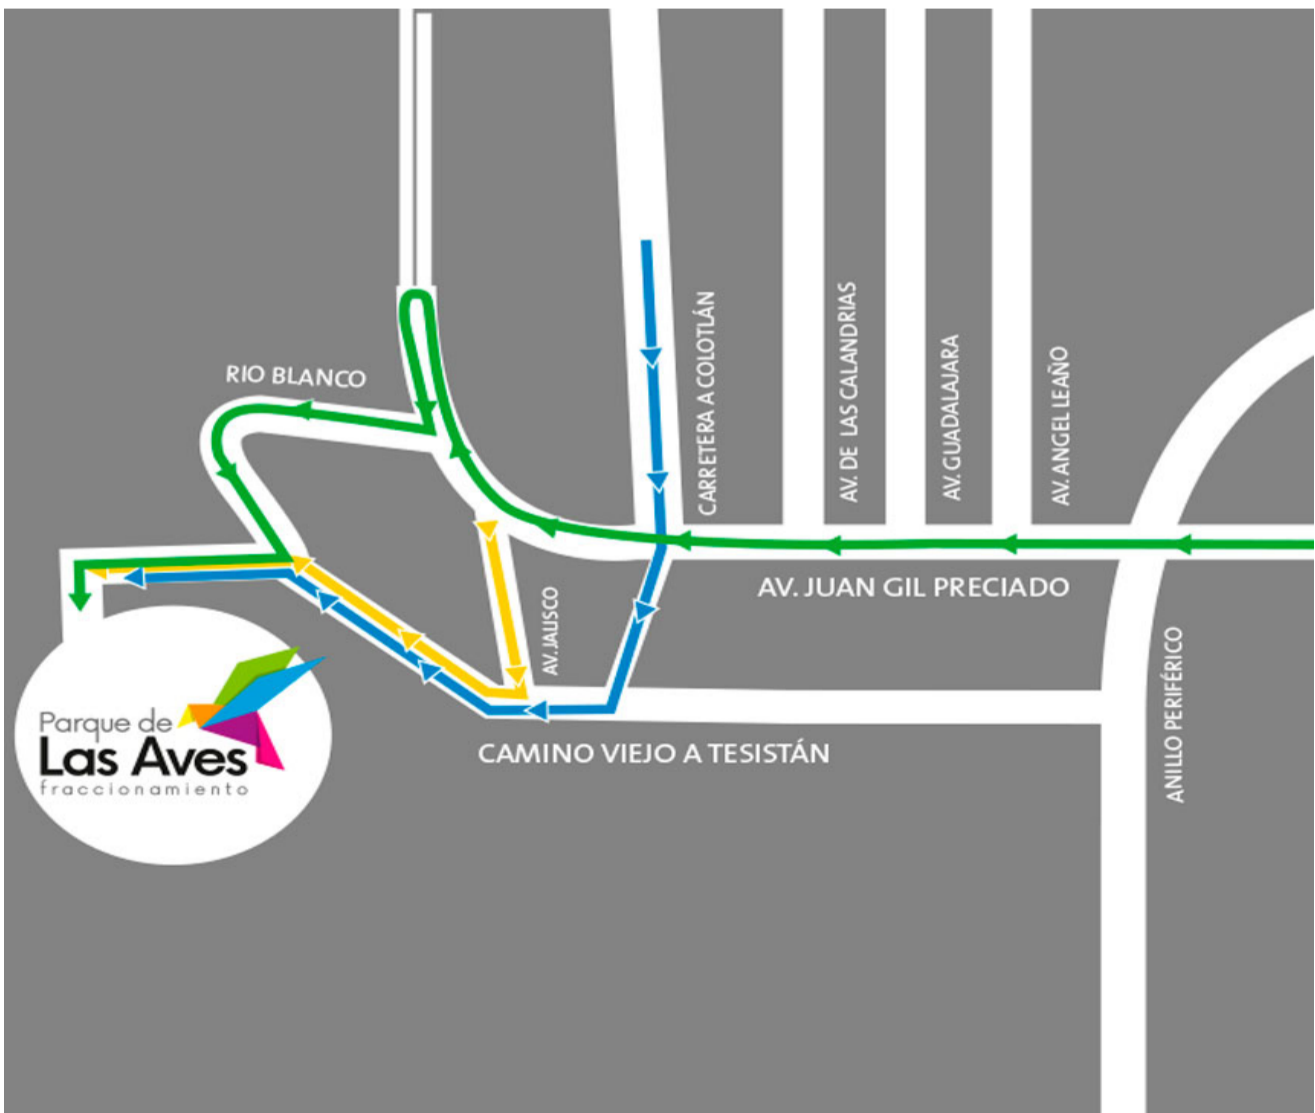 RIO BLANCO
CARRETERA A COLOTLÁN
AV. DE LAS CALANDRIAS
AV. GUADALAJARA
AV. ANGEL LEAÑO
AV. JUAN GIL PRECIADO
AV. JALISCO
ANILLO PERIFÉRICO
CAMINO VIEJO A TESISTÁN
Parque de
Las Aves
fraccionamiento